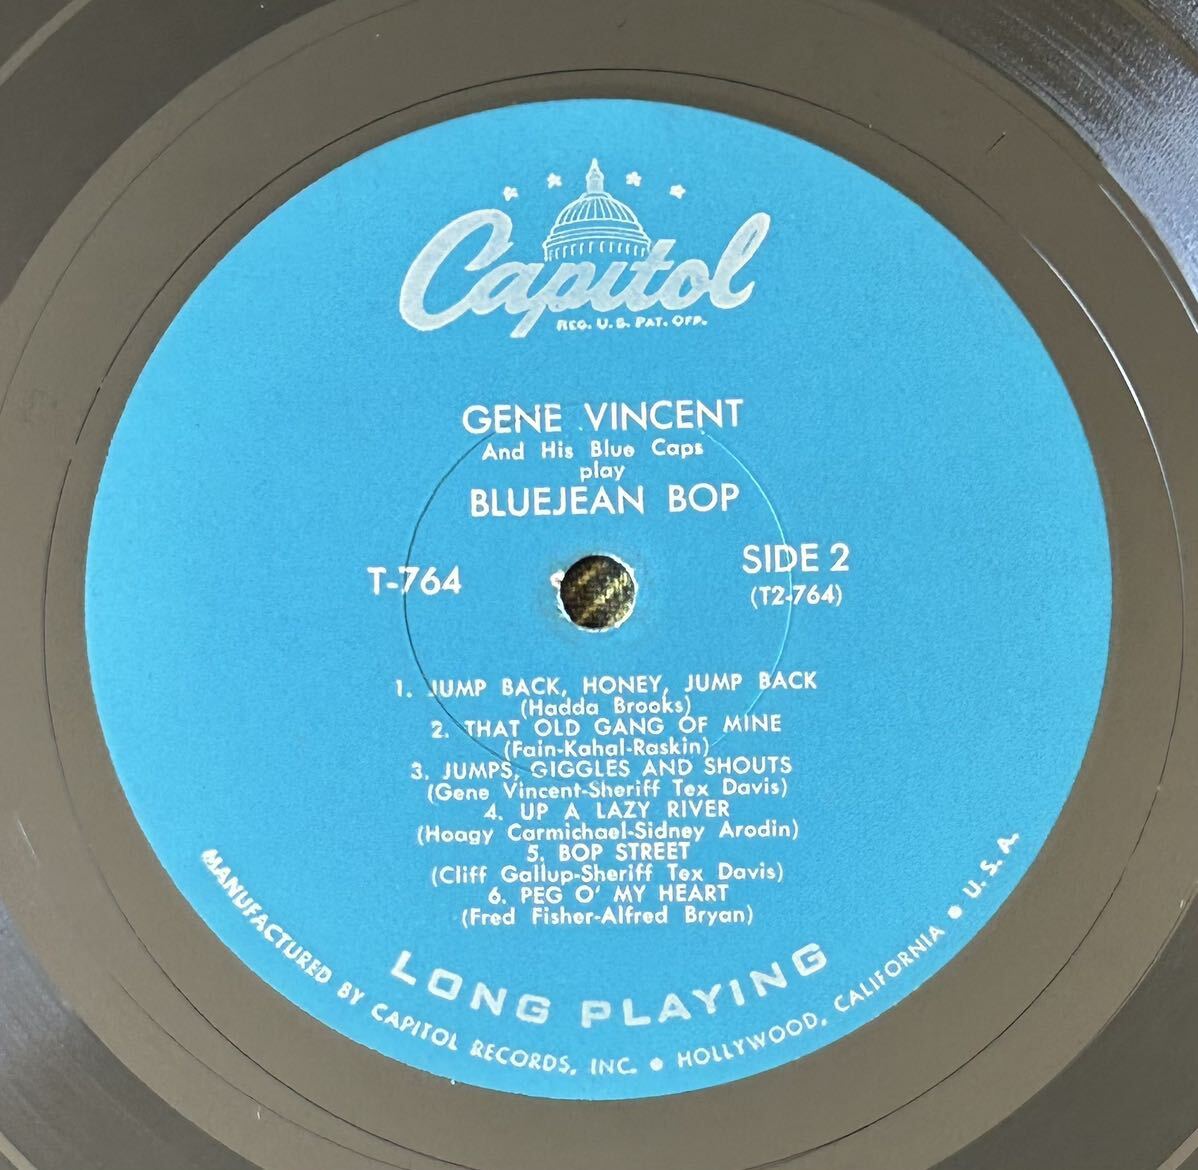 Capitol
REG. U.S. PAT. OFF.
GENE VINCENT
And His Blue Caps
play
BLUEJEAN BOP
T-764
SIDE 2
(T2-764)
1. JUMP BACK, HONEY, JUMP BACK
(Hadda Brooks)
2. THAT OLD GANG OF MINE
(Fain-Kahal-Raskin)
3. JUMPS, GIGGLES AND SHOUTS
(Gene Vincent-Sheriff Tex Davis)
4. UP A LAZY RIVER
(Hoagy Carmichael-Sidney Arodin)
5. BOP STREET
(Cliff Gallup-Sheriff Tex Davis)
6. PEG O' MY HEART
(Fred Fisher-Alfred Bryan)
LONG PLAYING
MANUFACTURED BY CAPITOL RECORDS, INC. • HOLLYWOOD, CALIFORNIA • U. S. A.